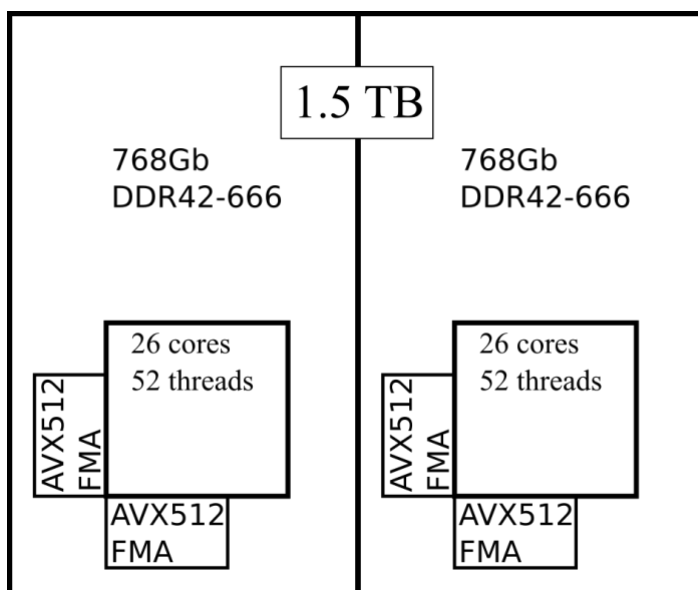 1.5 TB
768Gb
DDR42-666
26 cores
52 threads
AVX512
FMA
AVX512
FMA
768Gb
DDR42-666
26 cores
52 threads
AVX512
FMA
AVX512
FMA